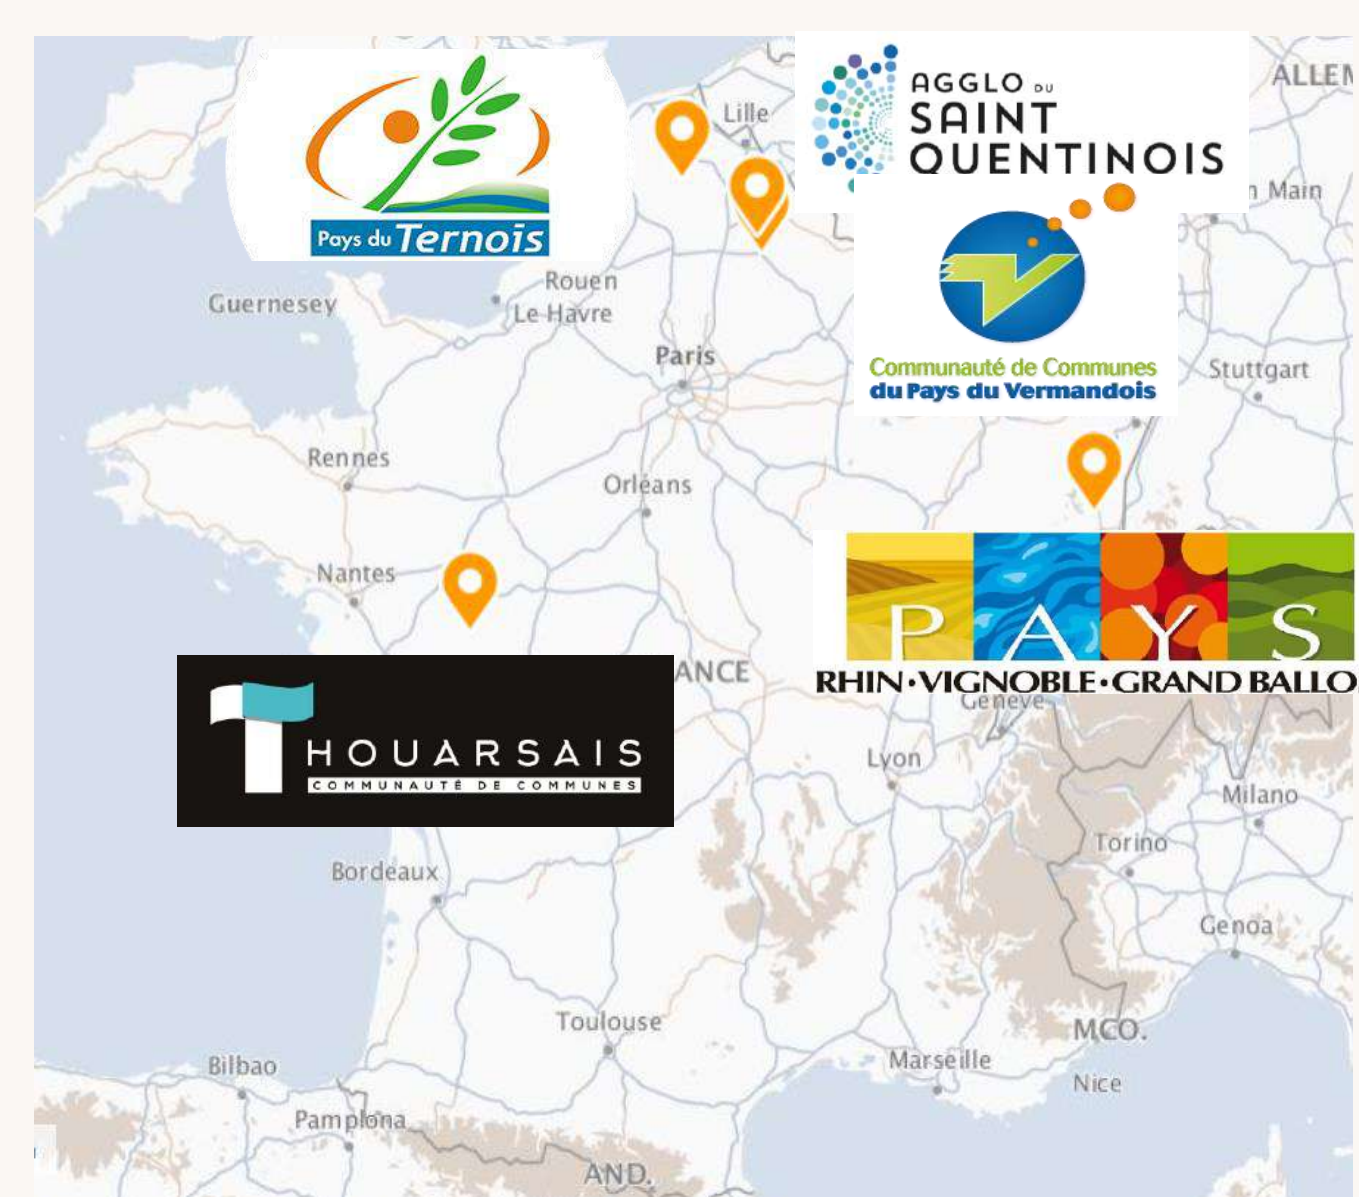 AGGLO DU
SAINT
QUENTINOIS
ALLEM
Lille
n Main
Pays du Ternois
Rouen
Guernesey
Le Havre
Paris
Communauté de Communes
du Pays du Vermandois
Stuttgart
Rennes
Orléans
Nantes
PAYS
RHIN·VIGNOBLE·GRAND BALLO
ANCE
Genève
THOUARSAIS
COMMUNAUTÉ DE COMMUNES
Lyon
Milano
Torino
Bordeaux
Genoa
Toulouse
MCO.
Marseille
Nice
Bilbao
Pamplona
AND.